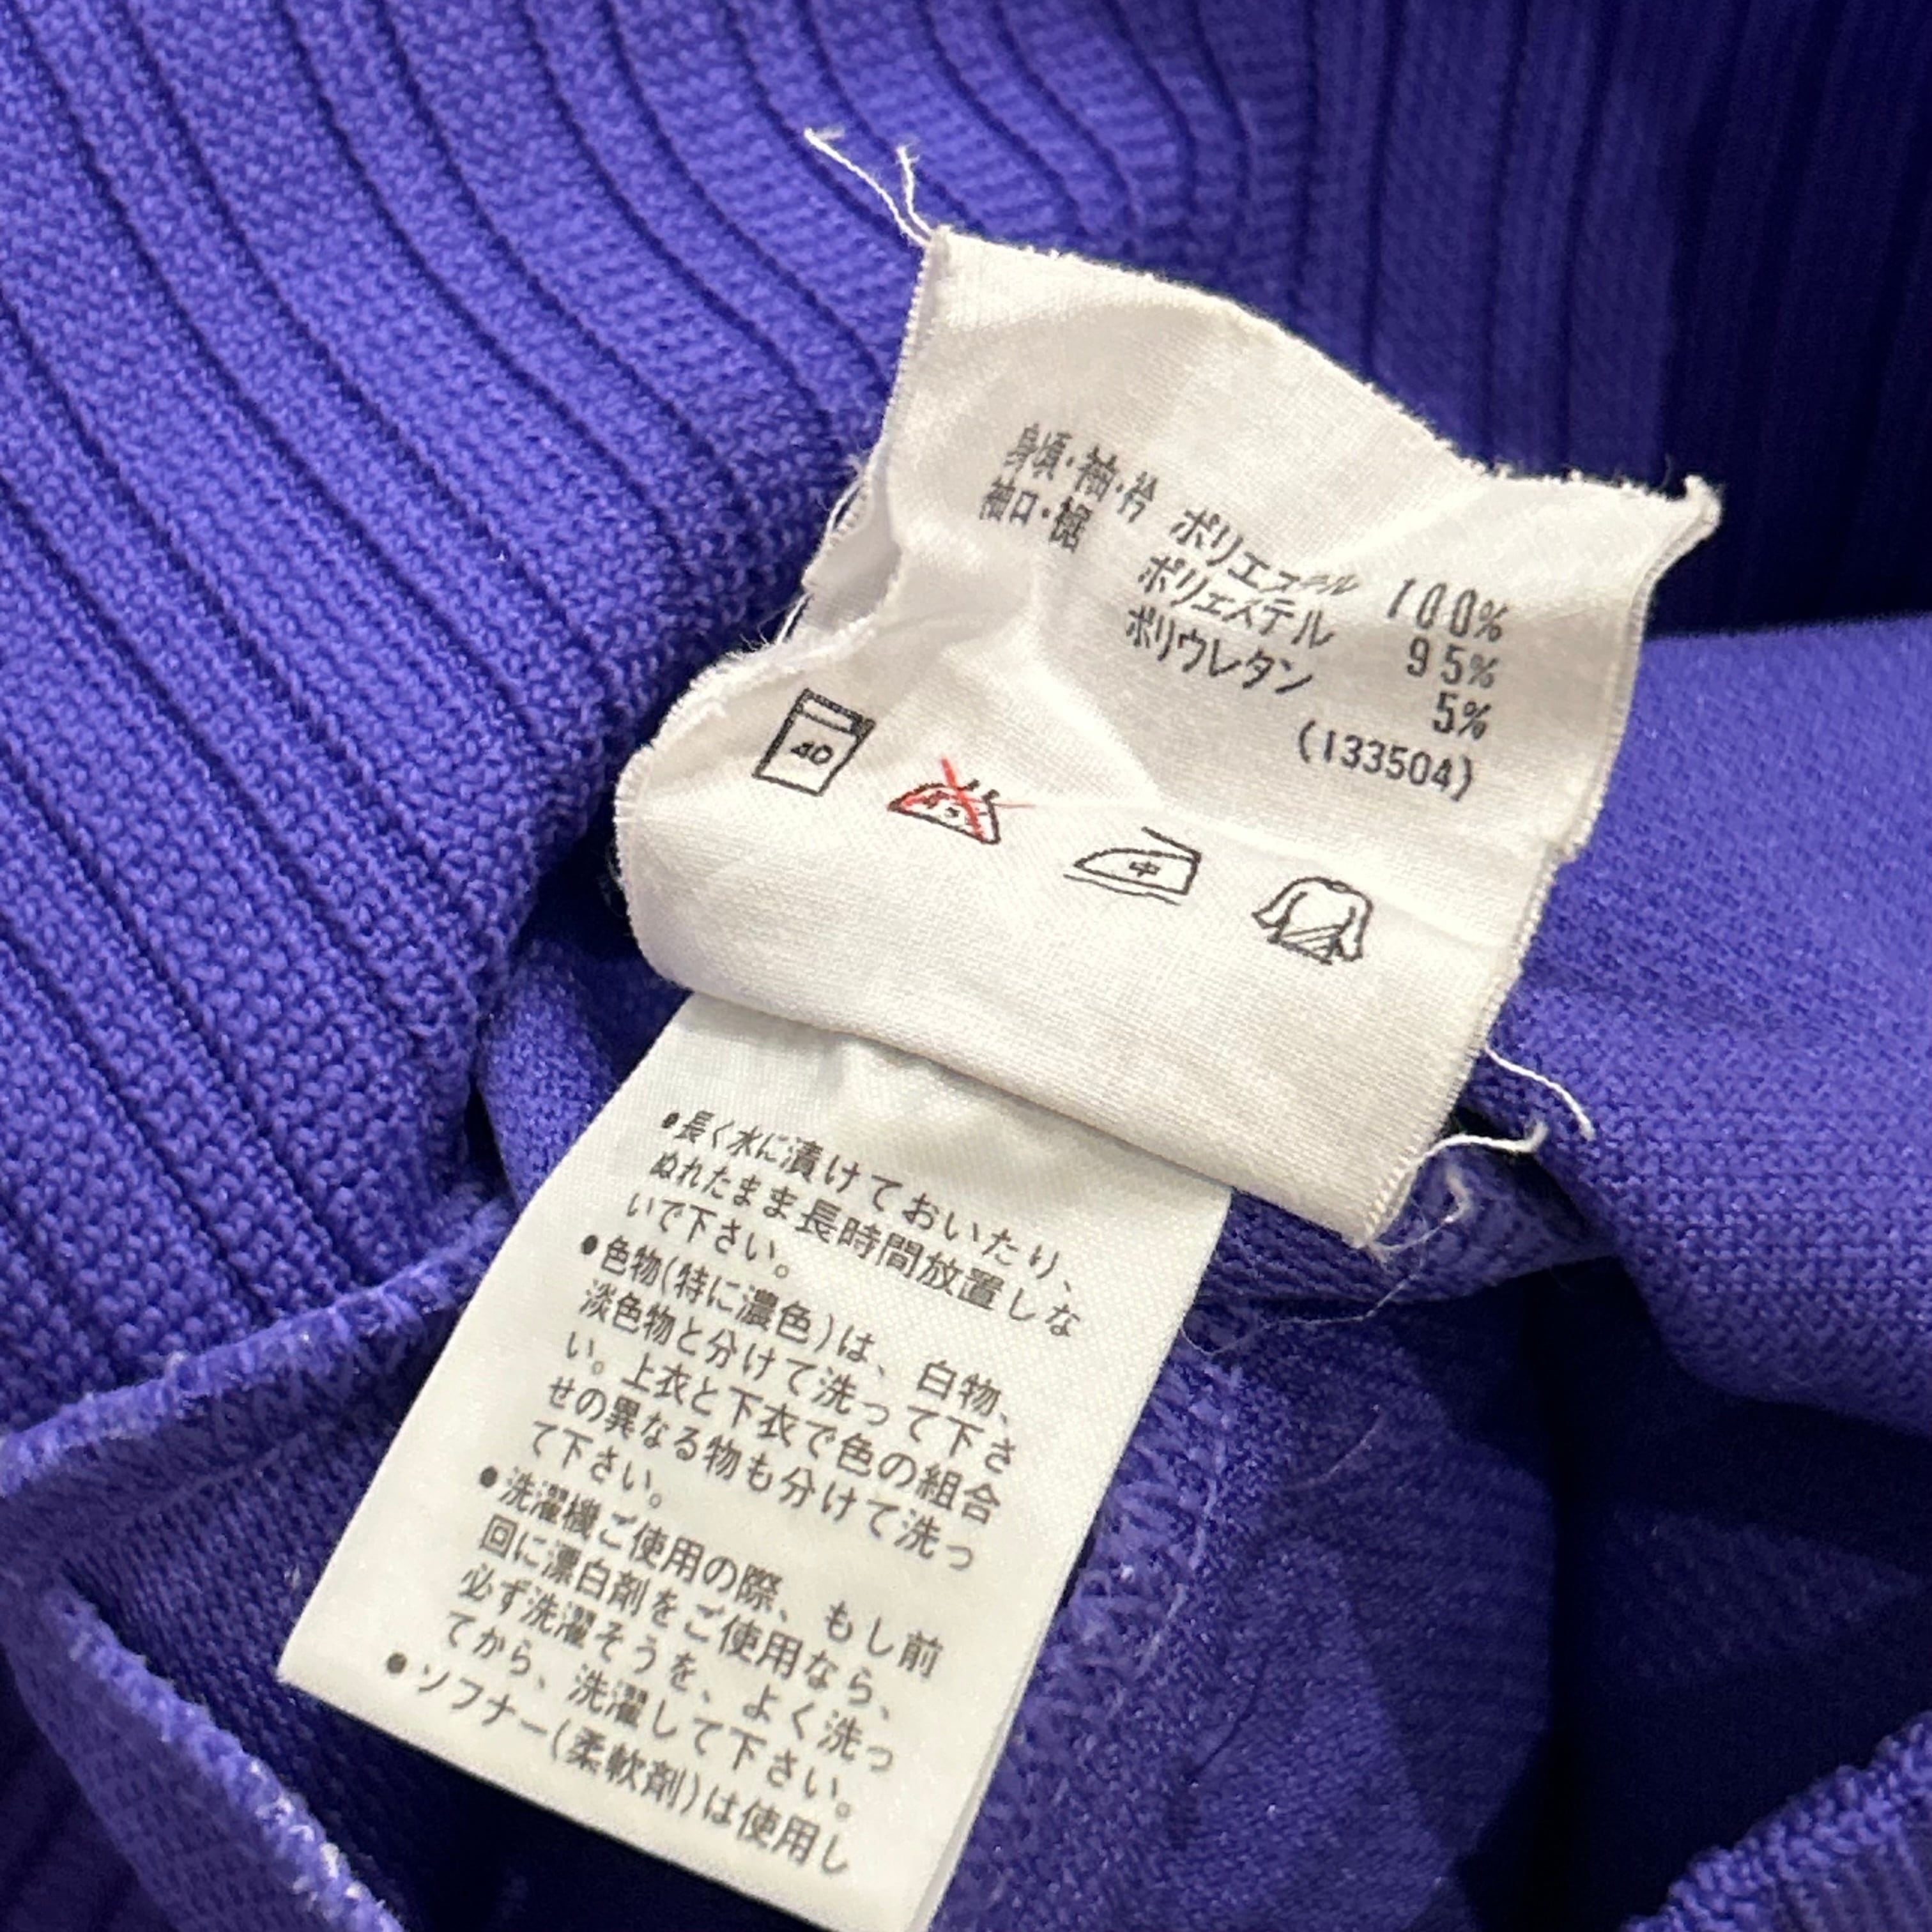 身頃・袖・衿 ポリエステル 100%
袖口・裾 ポリエステル 95%
ポリウレタン 5%
(133504)
40
中
●長く水に漬けておいたり、
ぬれたまま長時間放置しな
いで下さい。
●色物(特に濃色)は、白物、
淡色物と分けて洗って下さ
い。上衣と下衣で色の組合
せの異なる物も分けて洗っ
て下さい。
●洗濯機ご使用の際、もし前
回に漂白剤をご使用なら、
必ず洗濯そうを、よく洗っ
てから、洗濯して下さい。
●ソフナー(柔軟剤)は使用し